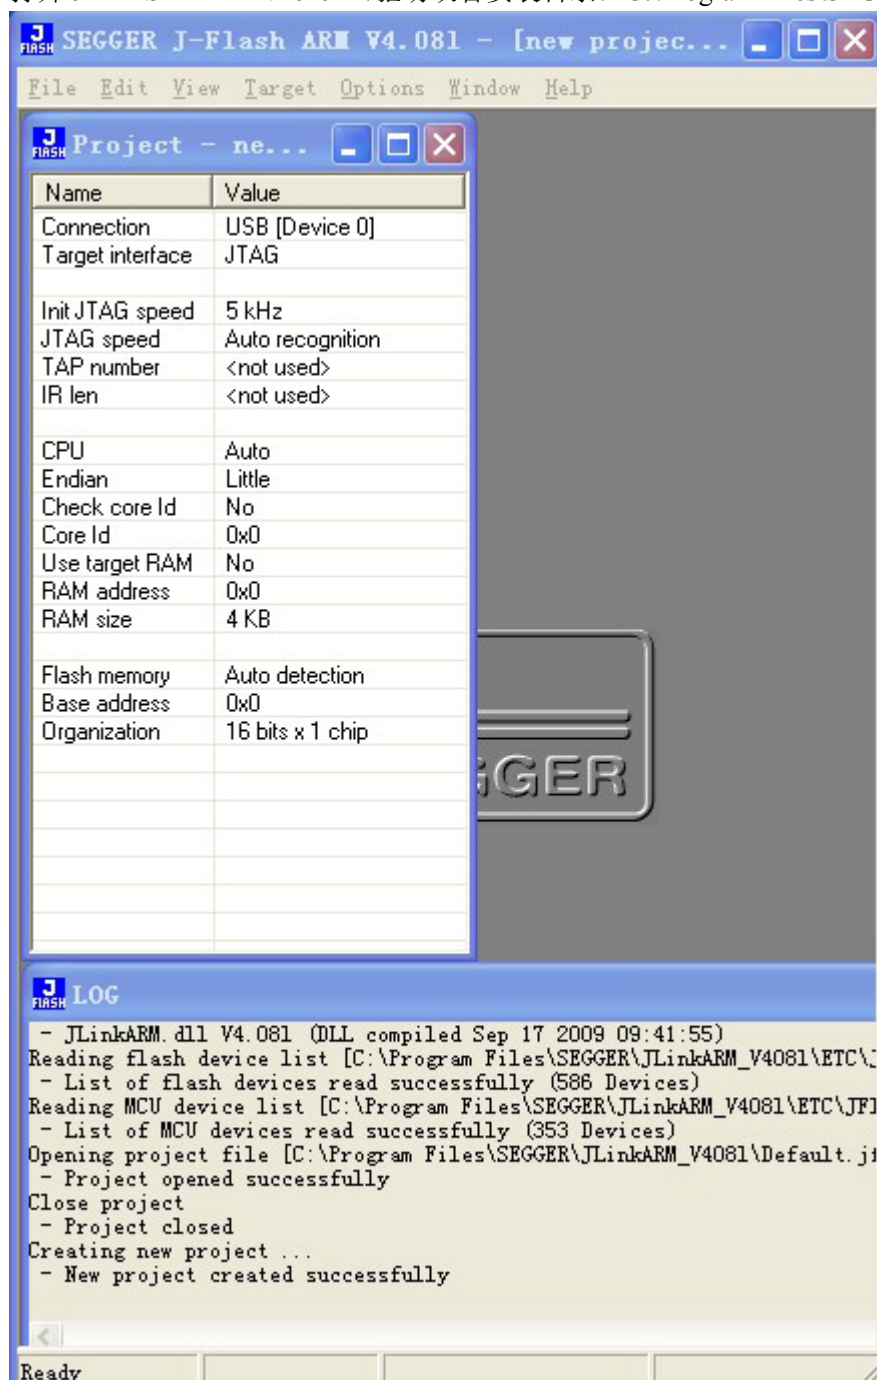 SEGGER J-Flash ARM V4.08l - [new projec...
File Edit View Target Options Window Help
Project - ne...
Name Value
Connection USB [Device 0]
Target interface JTAG
Init JTAG speed 5 kHz
JTAG speed Auto recognition
TAP number <not used>
IR len <not used>
CPU Auto
Endian Little
Check core Id No
Core Id 0x0
Use target RAM No
RAM address 0x0
RAM size 4 KB
Flash memory Auto detection
Base address 0x0
Organization 16 bits x 1 chip
GGER
LOG
- JLinkARM.dll V4.08l (DLL compiled Sep 17 2009 09:41:55)
Reading flash device list [C:\Program Files\SEGGER\JLinkARM_V408l\ETC\J
- List of flash devices read successfully (586 Devices)
Reading MCU device list [C:\Program Files\SEGGER\JLinkARM_V408l\ETC\JFl
- List of MCU devices read successfully (353 Devices)
Opening project file [C:\Program Files\SEGGER\JLinkARM_V408l\Default.jf
- Project opened successfully
Close project
- Project closed
Creating new project ...
- New project created successfully
Ready